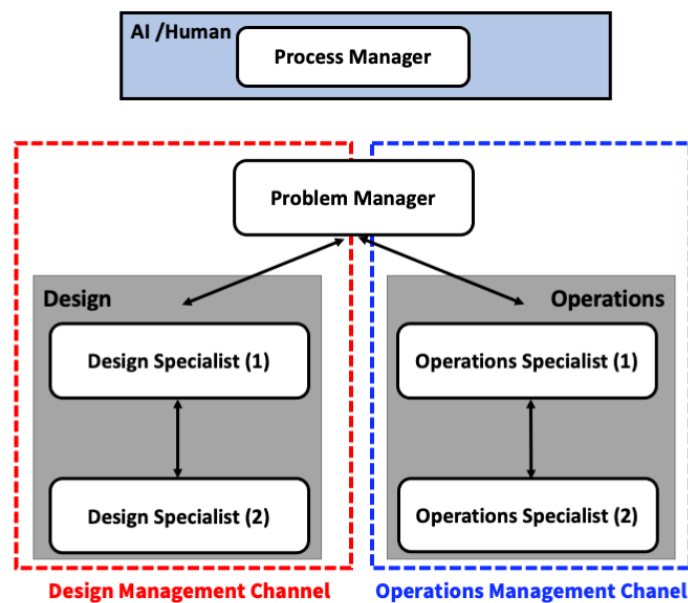 AI /Human
Process Manager
Problem Manager
Design
Operations
Design Specialist (1)
Operations Specialist (1)
Design Specialist (2)
Operations Specialist (2)
Design Management Channel
Operations Management Chanel